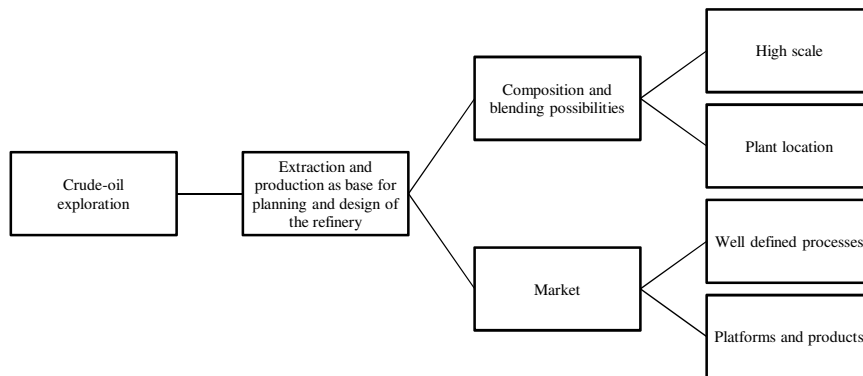 Crude-oil
exploration
Extraction and
production as base for
planning and design of
the refinery
Composition and
blending possibilities
Market
High scale
Plant location
Well defined processes
Platforms and products